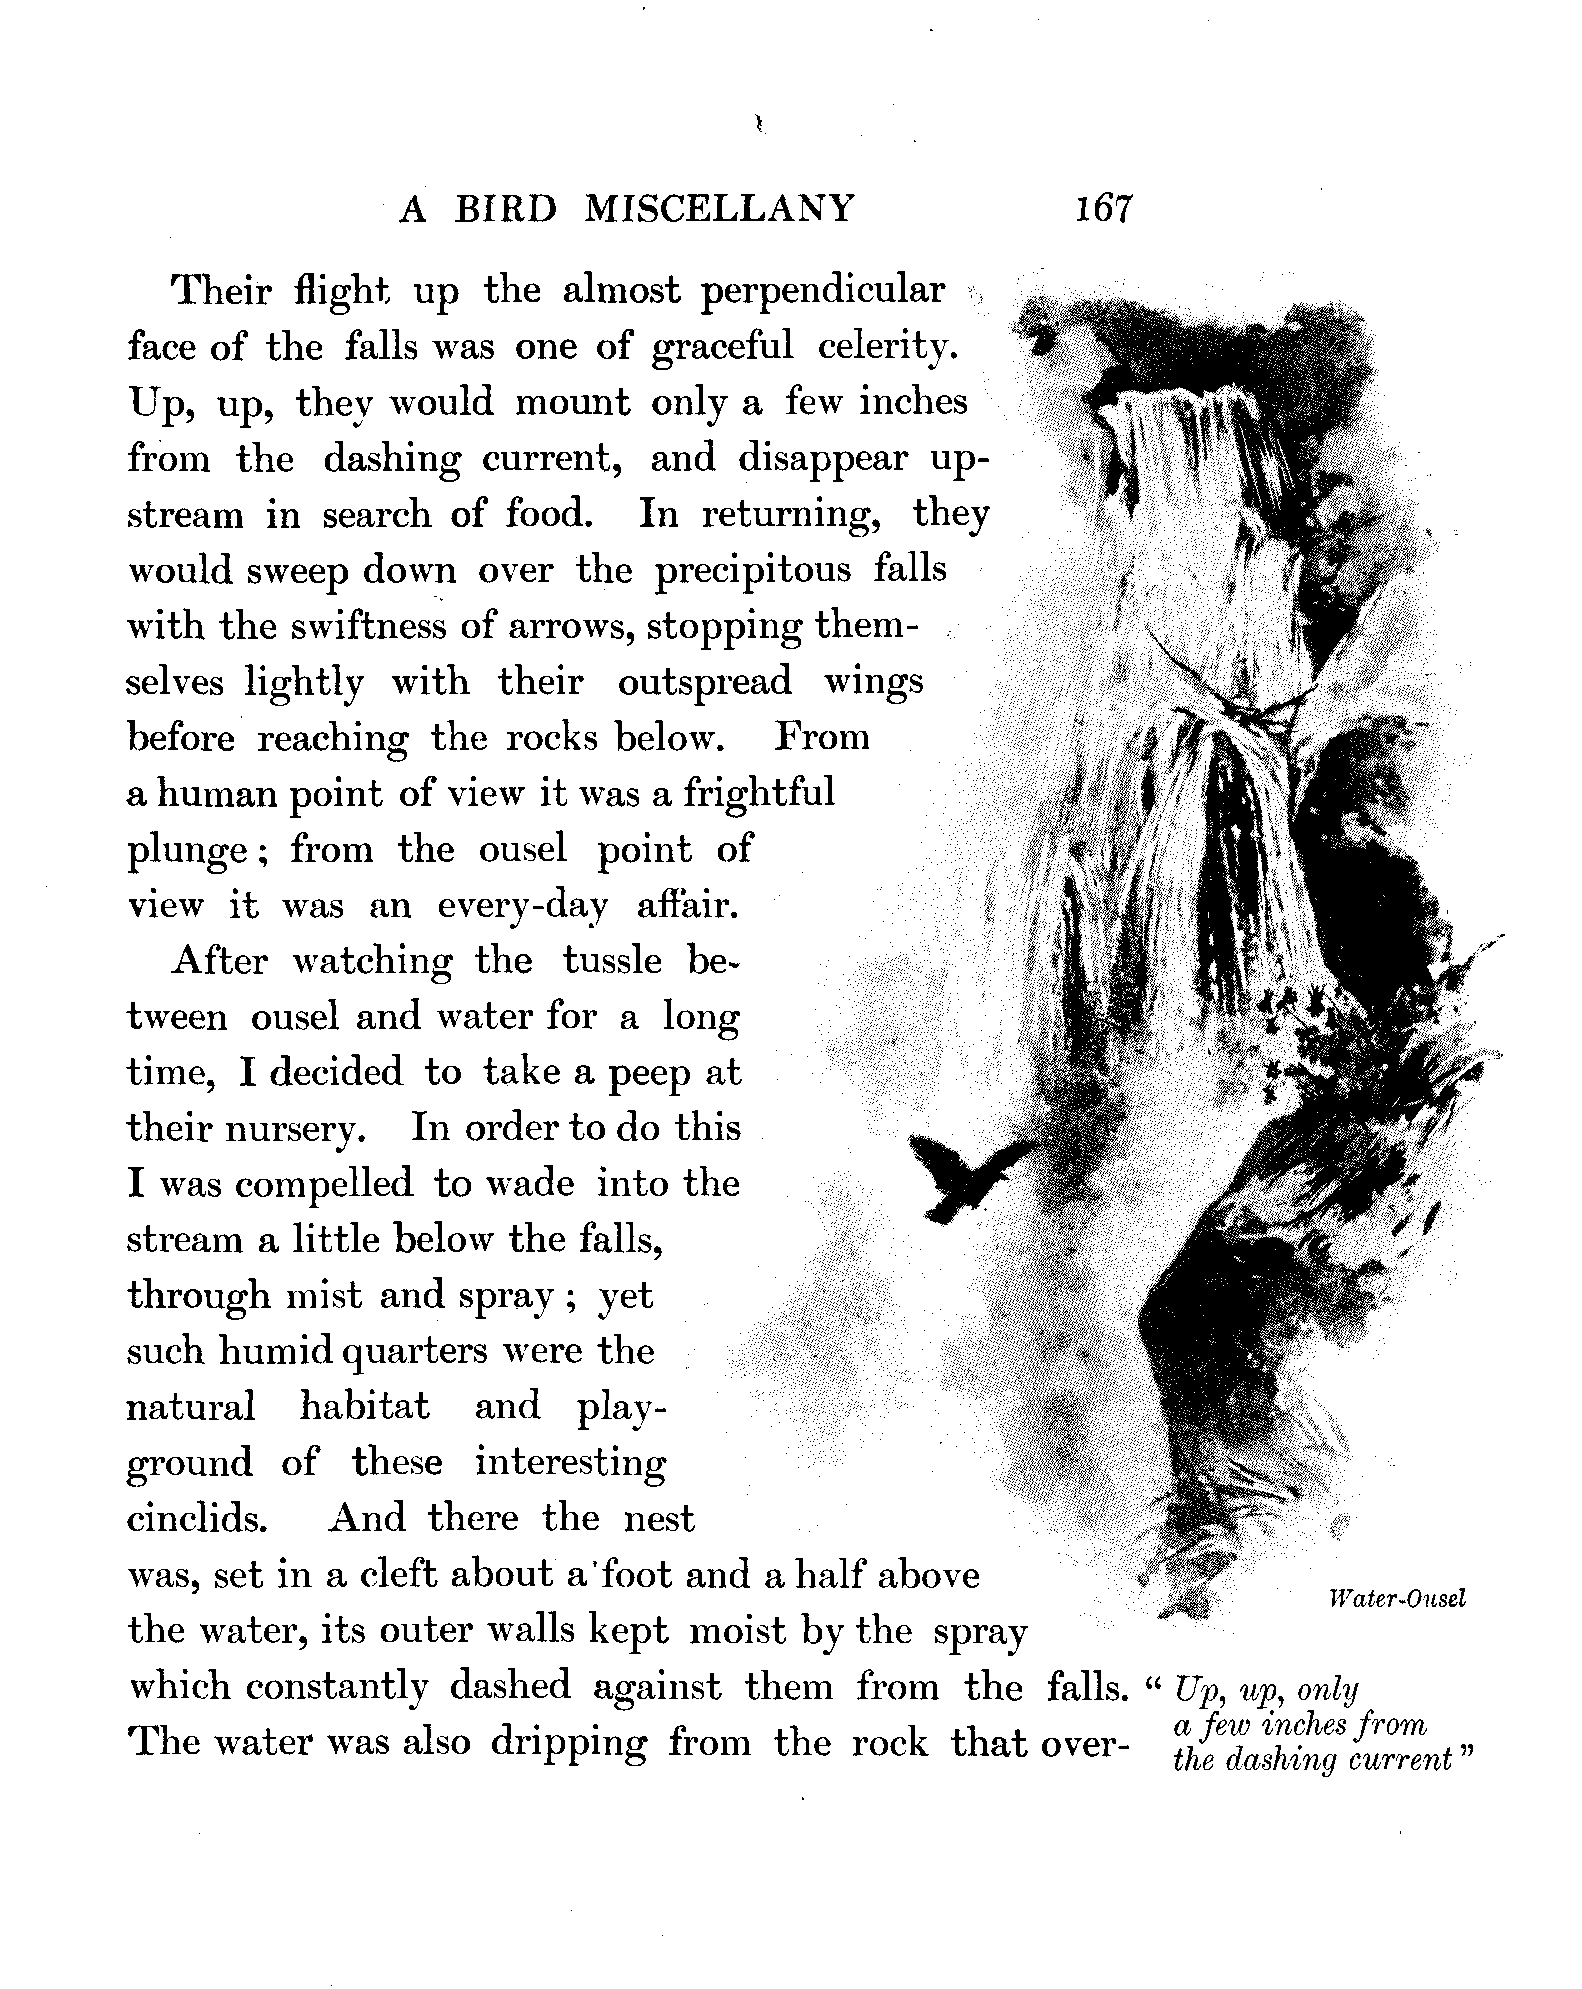 A BIRD MISCELLANY 167
Their flight up the almost perpendicular
face of the falls was one of graceful celerity.
Up, up, they would mount only a few inches
from the dashing current, and disappear up-
stream in search of food. In returning, they
would sweep down over the precipitous falls
with the swiftness of arrows, stopping them-
selves lightly with their outspread wings
before reaching the rocks below. From
a human point of view it was a frightful
plunge; from the ousel point of
view it was an every-day affair.
After watching the tussle be-
tween ousel and water for a long
time, I decided to take a peep at
their nursery. In order to do this
I was compelled to wade into the
stream a little below the falls,
through mist and spray; yet
such humid quarters were the
natural habitat and play-
ground of these interesting
cinclids. And there the nest
was, set in a cleft about a foot and a half above
the water, its outer walls kept moist by the spray
which constantly dashed against them from the falls.
The water was also dripping from the rock that over-
Water-Ousel
"Up, up, only
a few inches from
the dashing current"